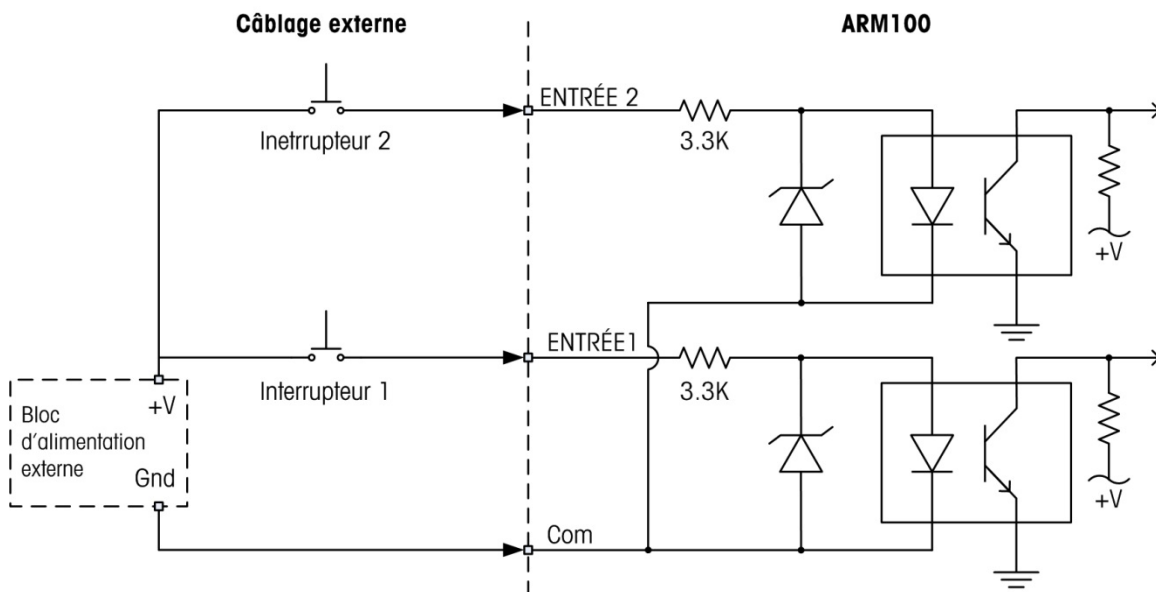 Câblage externe
ARM100
ENTRÉE 2
Inetrrupteur 2
3.3K
+V
ENTRÉE1
Interrupteur 1
3.3K
+V
Bloc
d'alimentation
externe
Gnd
+V
Com